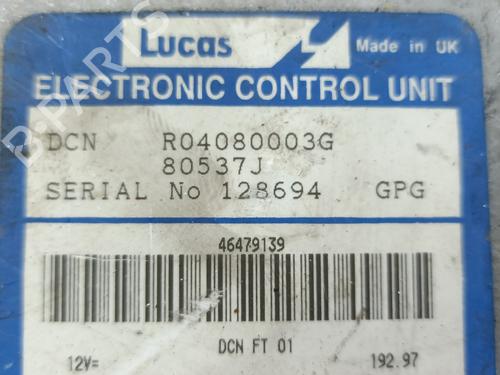 Lucas
Made in UK
ELECTRONIC CONTROL UNIT
DCN R04080003G
80537J
SERIAL No 128694 GPG
46479139
DCN FT 01
12V= 192.97
B-PARTS